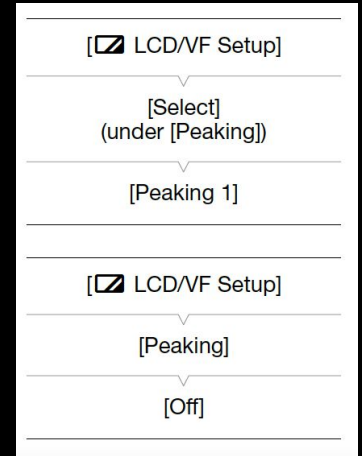 [LCD/VF Setup]
[Select]
(under [Peaking])
[Peaking 1]
[LCD/VF Setup]
[Peaking]
[Off]